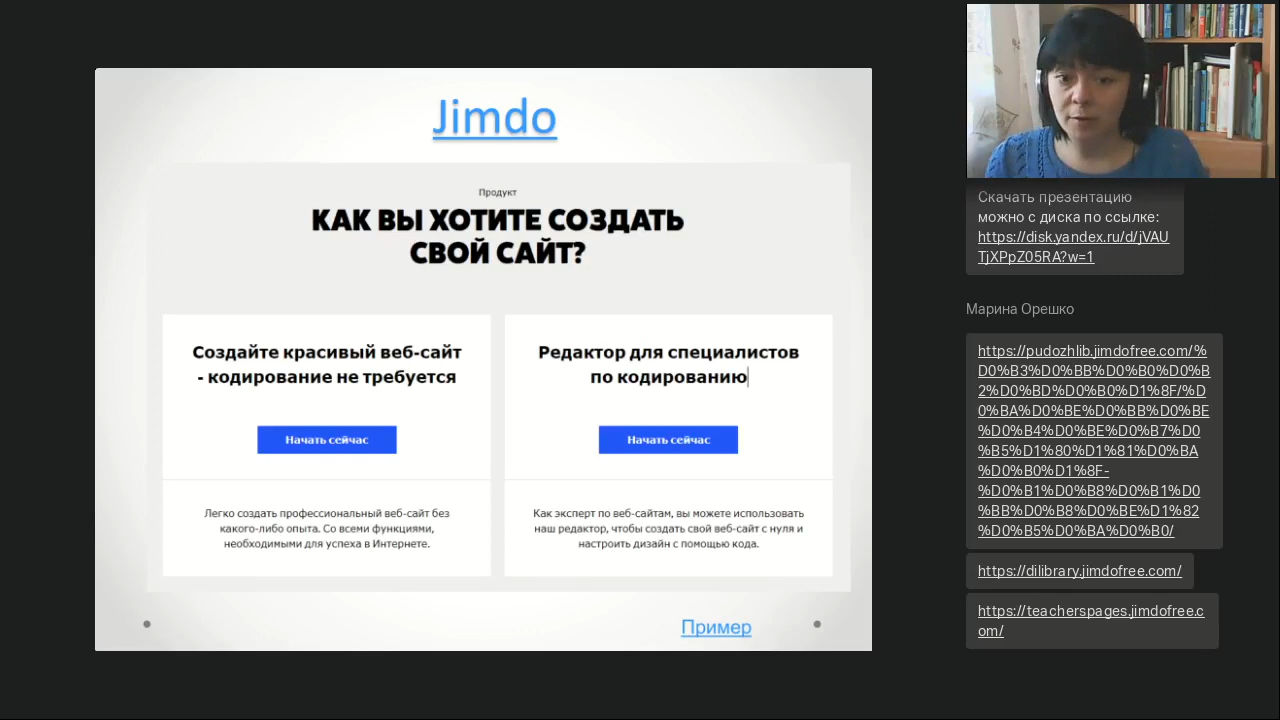 Jimdo
Продукт
КАК ВЫ ХОТИТЕ СОЗДАТЬ
СВОЙ САЙТ?
Создайте красивый веб-сайт
- кодирование не требуется
Начать сейчас
Легко создать профессиональный веб-сайт без
какого-либо опыта. Со всеми функциями,
необходимыми для успеха в Интернете.
Редактор для специалистов
по кодированию
Начать сейчас
Как эксперт по веб-сайтам, вы можете использовать
наш редактор, чтобы создать свой веб-сайт с нуля и
настроить дизайн с помощью кода.
Пример
Скачать презентацию
можно с диска по ссылке:
https://disk.yandex.ru/d/jVAU
TjXPpZ05RA?w=1
Марина Орешко
https://pudozhlib.jimdofree.com/%
D0%B3%D0%BB%D0%B0%D0%B
2%D0%BD%D0%B0%D1%8F/%D
0%BA%D0%BE%D0%BB%D0%BE
%D0%B4%D0%BE%D0%B7%D0
%B5%D1%80%D1%81%D0%BA
%D0%B0%D1%8F-
%D0%B1%D0%B8%D0%B1%D0
%BB%D0%B8%D0%BE%D1%82
%D0%B5%D0%BA%D0%B0/
https://dilibrary.jimdofree.com/
https://teacherspages.jimdofree.c
om/